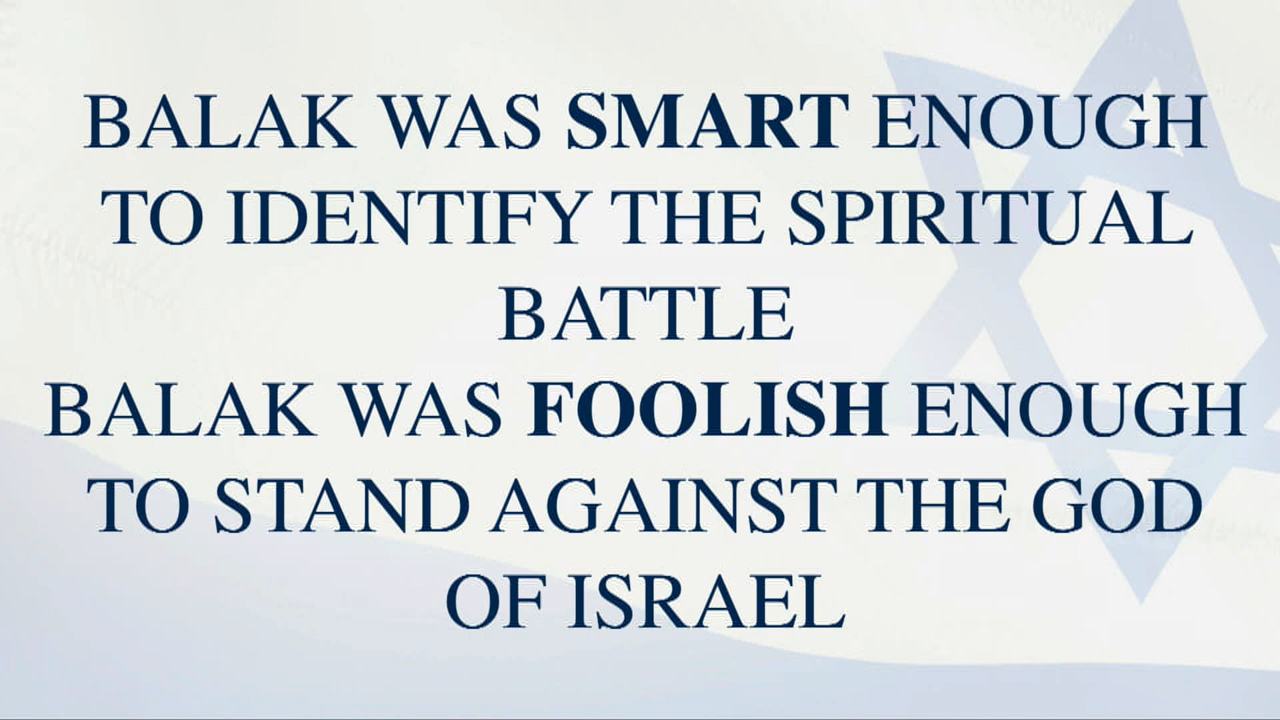 BALAK WAS SMART ENOUGH
TO IDENTIFY THE SPIRITUAL
BATTLE
BALAK WAS FOOLISH ENOUGH
TO STAND AGAINST THE GOD
OF ISRAEL